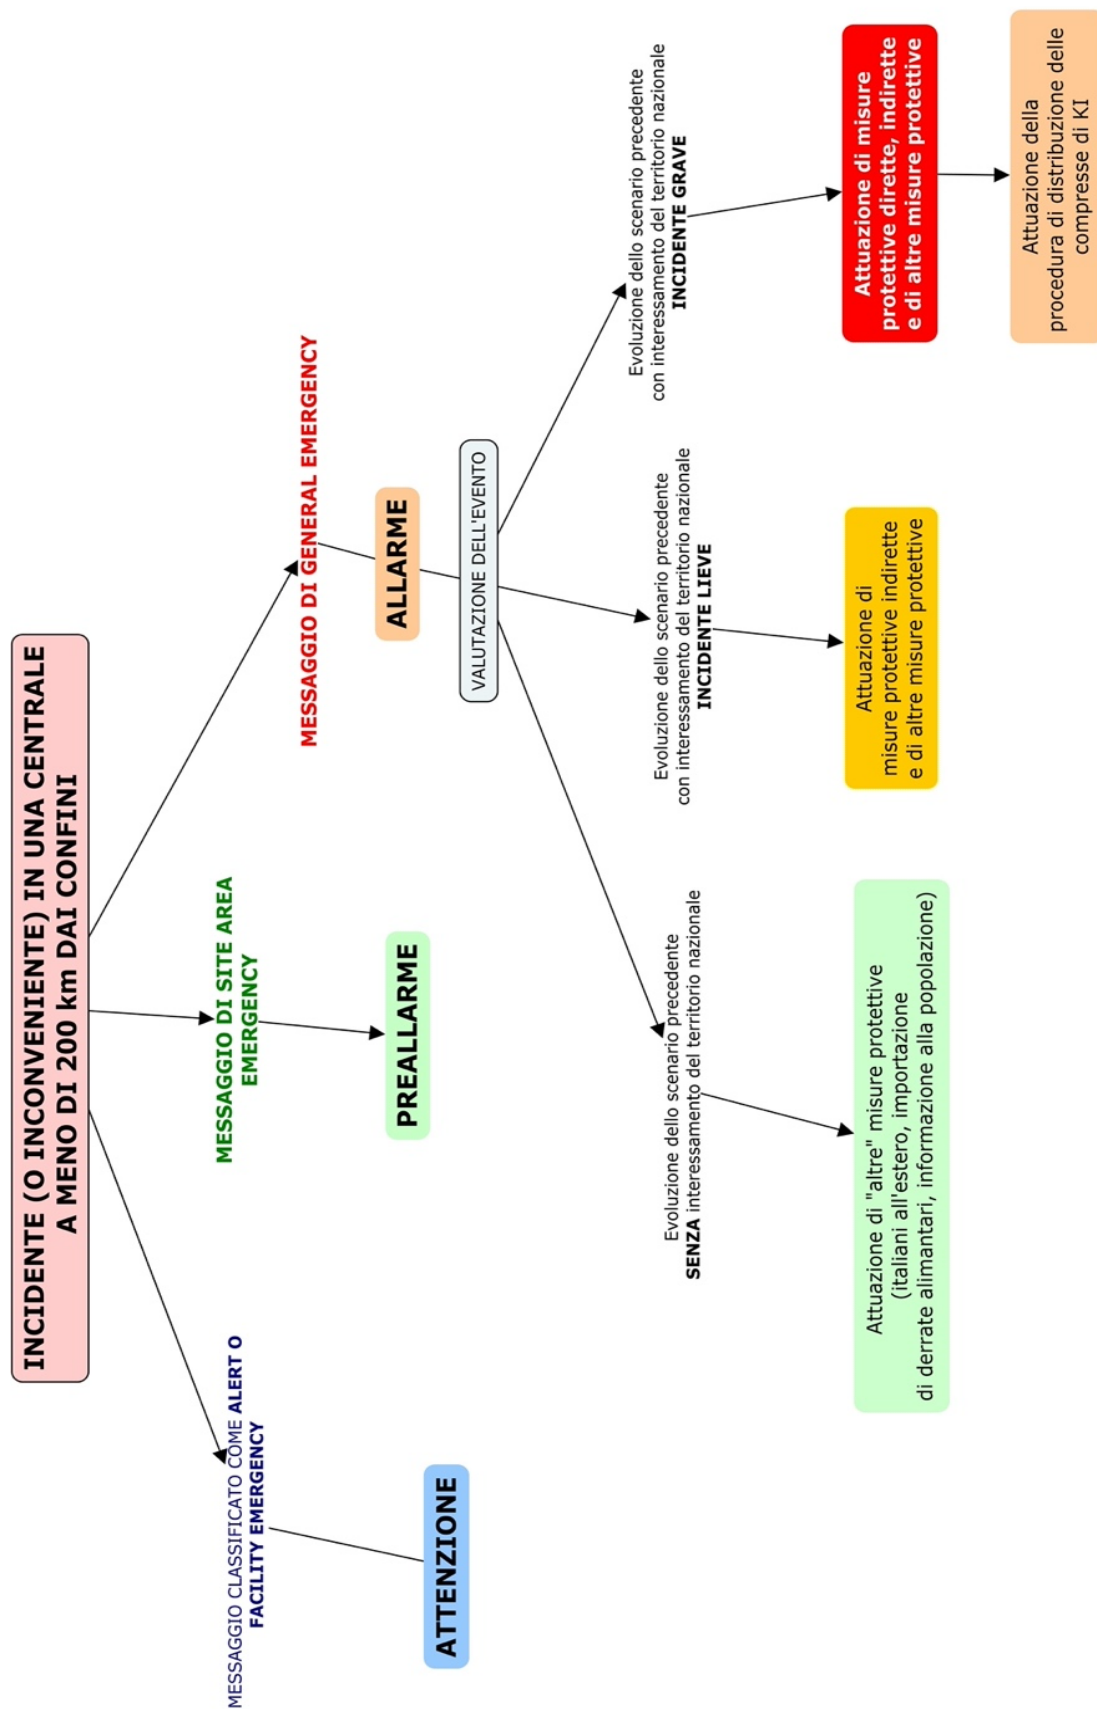 INCIDENTE (O INCONVENIENTE) IN UNA CENTRALE
A MENO DI 200 km DAI CONFINI
MESSAGGIO CLASSIFICATO COME ALERT O
FACILITY EMERGENCY
ATTENZIONE
MESSAGGIO DI SITE AREA
EMERGENCY
PREALLARME
MESSAGGIO DI GENERAL EMERGENCY
ALLARME
VALUTAZIONE DELL'EVENTO
Evoluzione dello scenario precedente
SENZA interessamento del territorio nazionale
Evoluzione dello scenario precedente
con interessamento del territorio nazionale
INCIDENTE LIEVE
Evoluzione dello scenario precedente
con interessamento del territorio nazionale
INCIDENTE GRAVE
Attuazione di "altre" misure protettive
(italiani all'estero, importazione
di derrate alimantari, informazione alla popolazione)
Attuazione di
misure protettive indirette
e di altre misure protettive
Attuazione di misure
protettive dirette, indirette
e di altre misure protettive
Attuazione della
procedura di distribuzione delle
compresse di KI